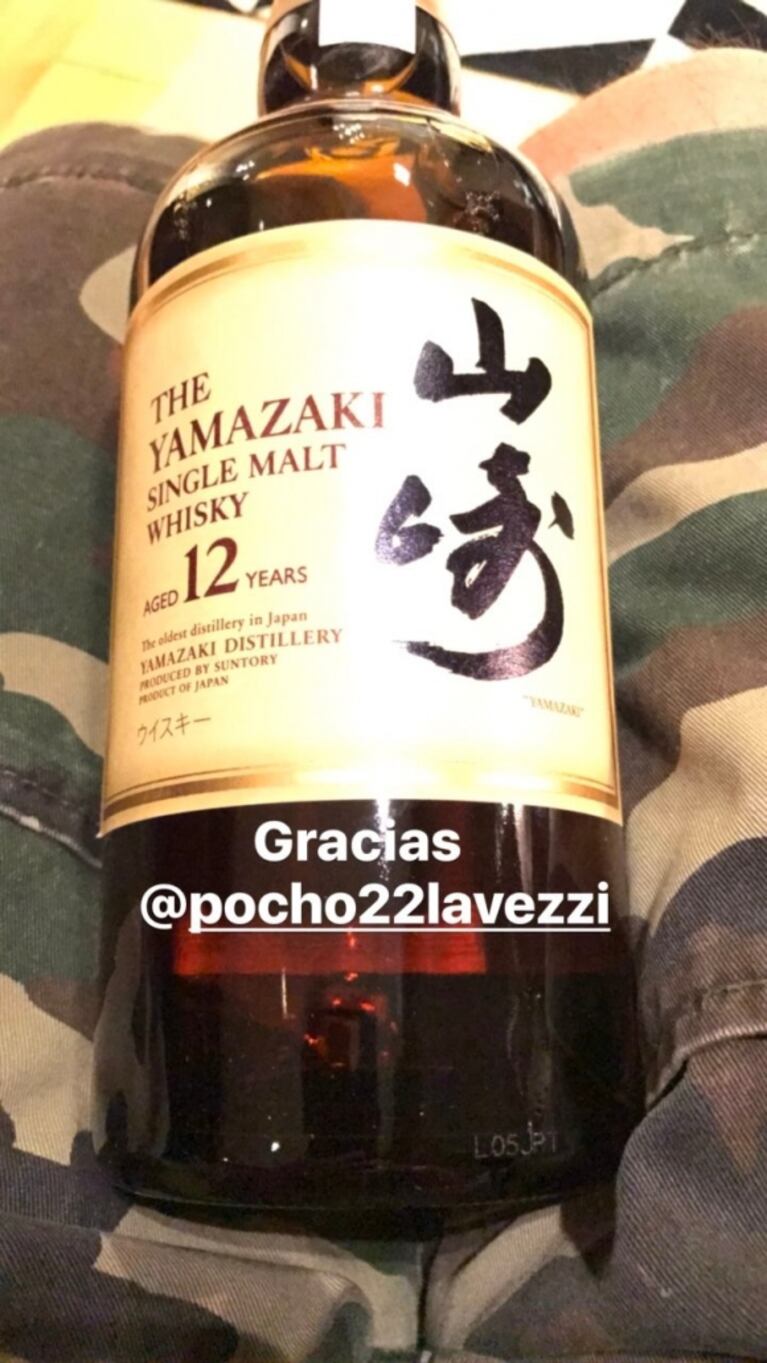 THE
YAMAZAKI
SINGLE MALT
WHISKY
AGED 12 YEARS
The oldest distillery in Japan
YAMAZAKI DISTILLERY
PRODUCED BY SUNTORY
PRODUCT OF JAPAN
ウイスキー
山
崎
"YAMAZAKI"
Gracias
@pocho22lavezzi
L05JPT